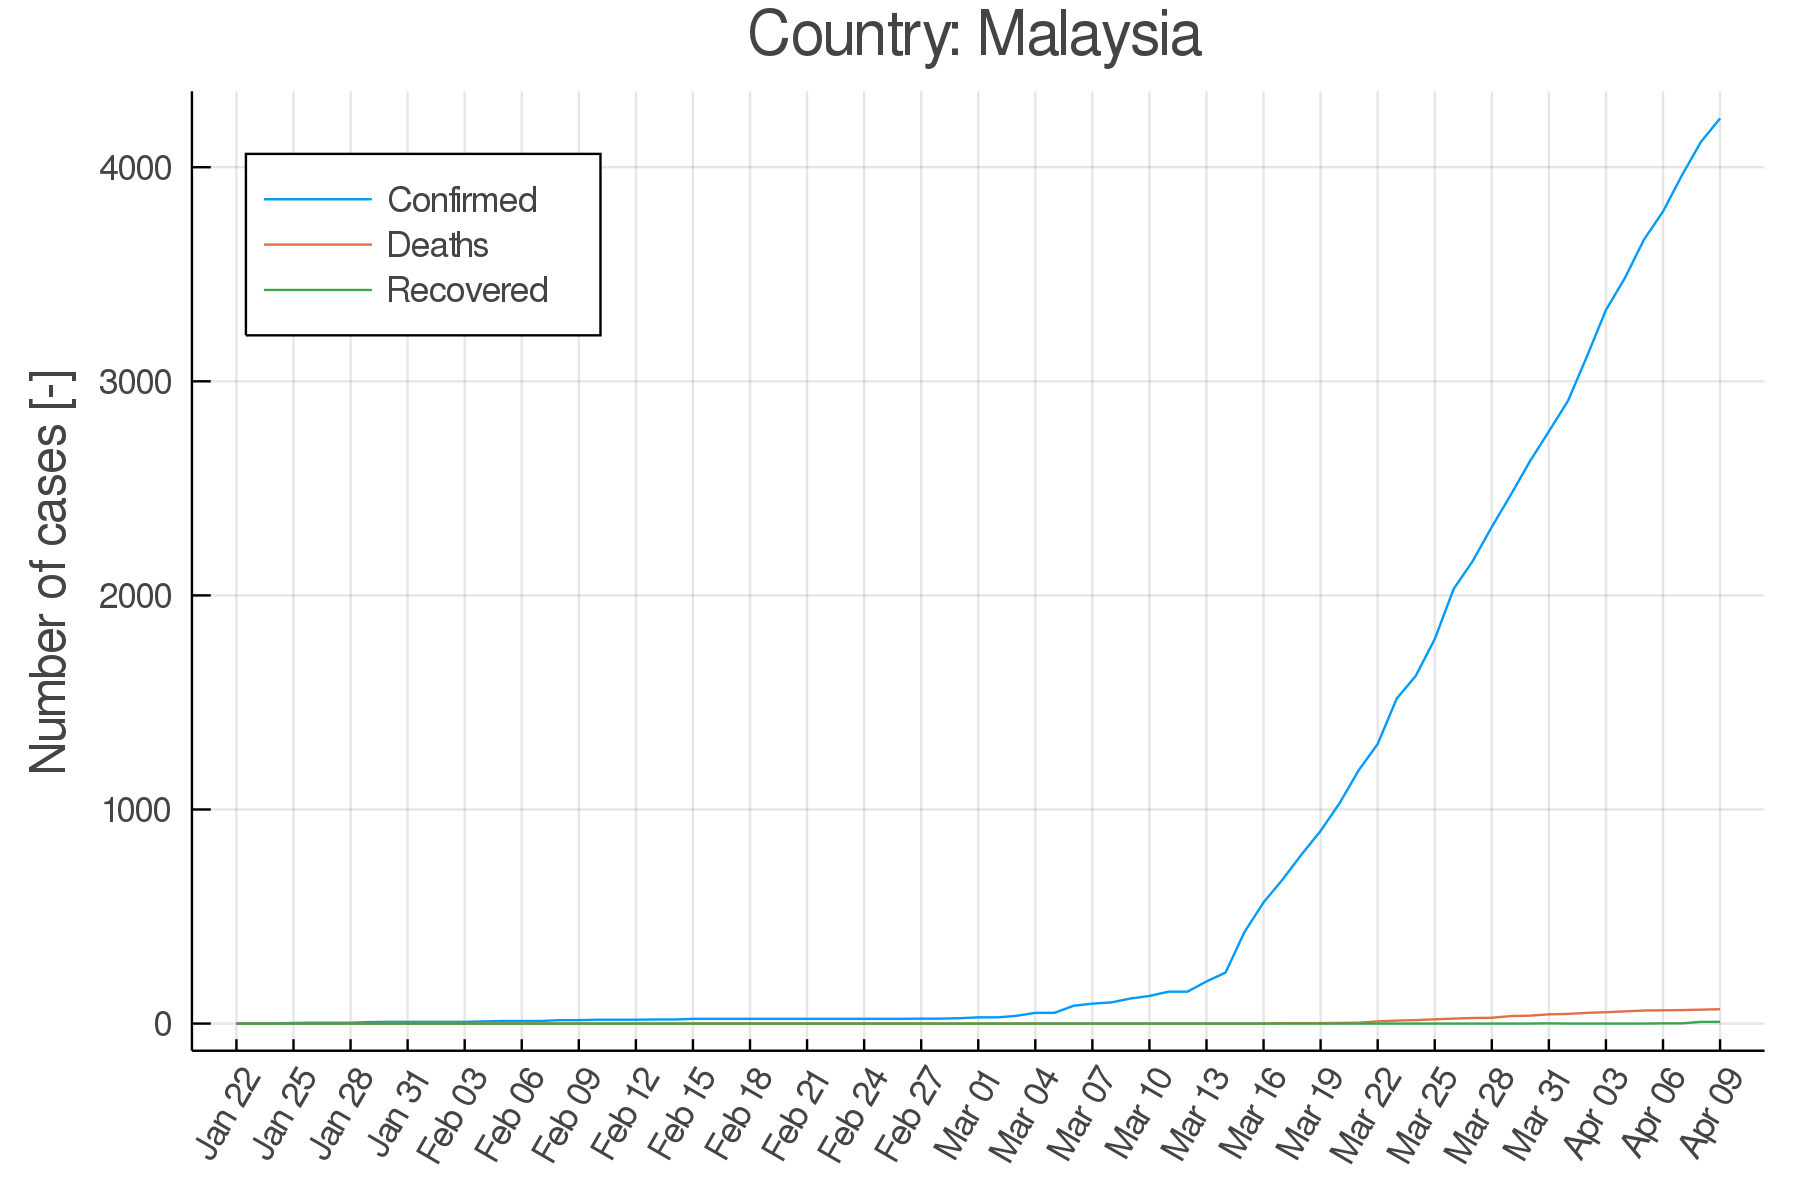 Country: Malaysia
Number of cases [-]
4000
3000
2000
1000
0
Confirmed
Deaths
Recovered
Jan 22
Jan 25
Jan 28
Jan 31
Feb 03
Feb 06
Feb 09
Feb 12
Feb 15
Feb 18
Feb 21
Feb 24
Feb 27
Mar 01
Mar 04
Mar 07
Mar 10
Mar 13
Mar 16
Mar 19
Mar 22
Mar 25
Mar 28
Mar 31
Apr 03
Apr 06
Apr 09